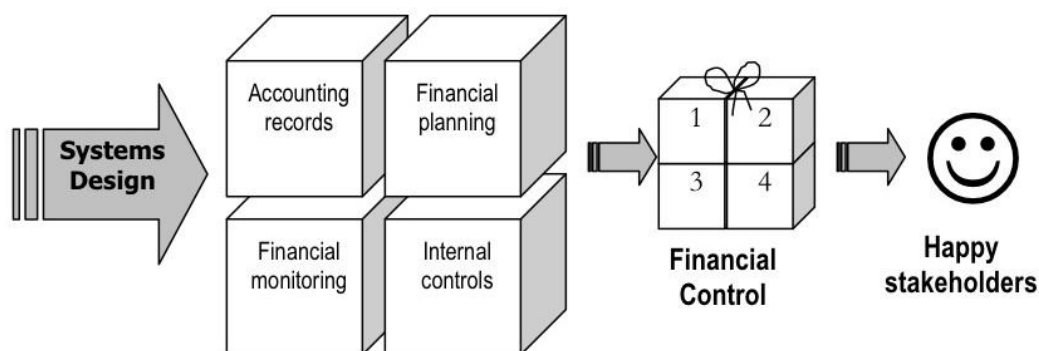 Systems
Design
Accounting
records
Financial
planning
Financial
monitoring
Internal
controls
1 2
3 4
Financial
Control
Happy
stakeholders